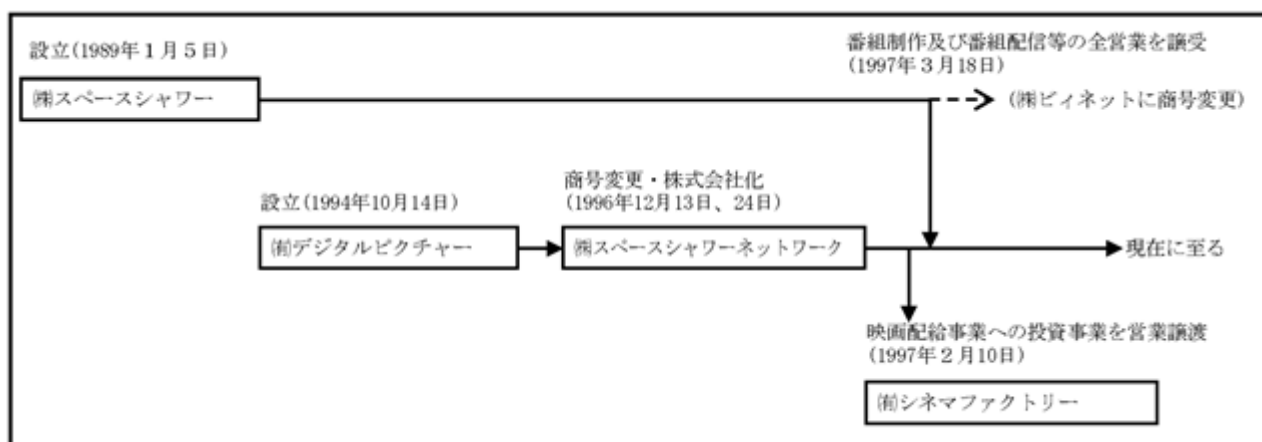 設立(1989年1月5日)
㈱スペースシャワー
番組制作及び番組配信等の全営業を譲受
(1997年3月18日)
(㈱ビィネットに商号変更)
設立(1994年10月14日)
㈲デジタルピクチャー
商号変更・株式会社化
(1996年12月13日、24日)
㈱スペースシャワーネットワーク
現在に至る
映画配給事業への投資事業を営業譲渡
(1997年2月10日)
㈲シネマファクトリー